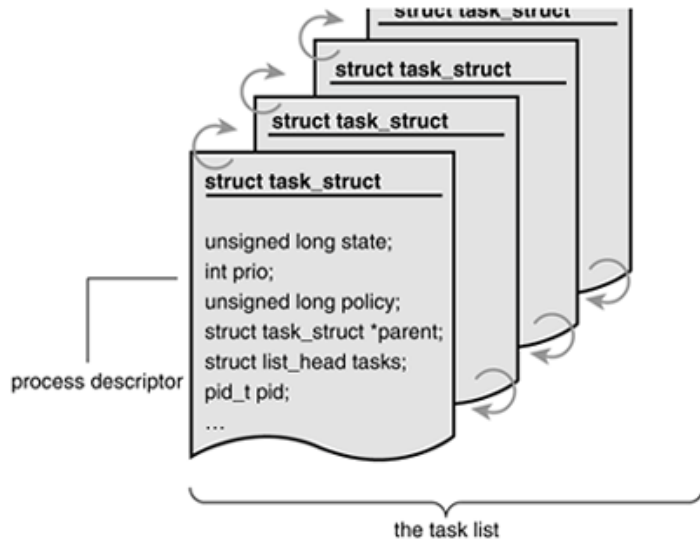 struct task_struct
struct task_struct
struct task_struct
struct task_struct
unsigned long state;
int prio;
unsigned long policy;
struct task_struct *parent;
struct list_head tasks;
pid_t pid;
...
process descriptor
the task list